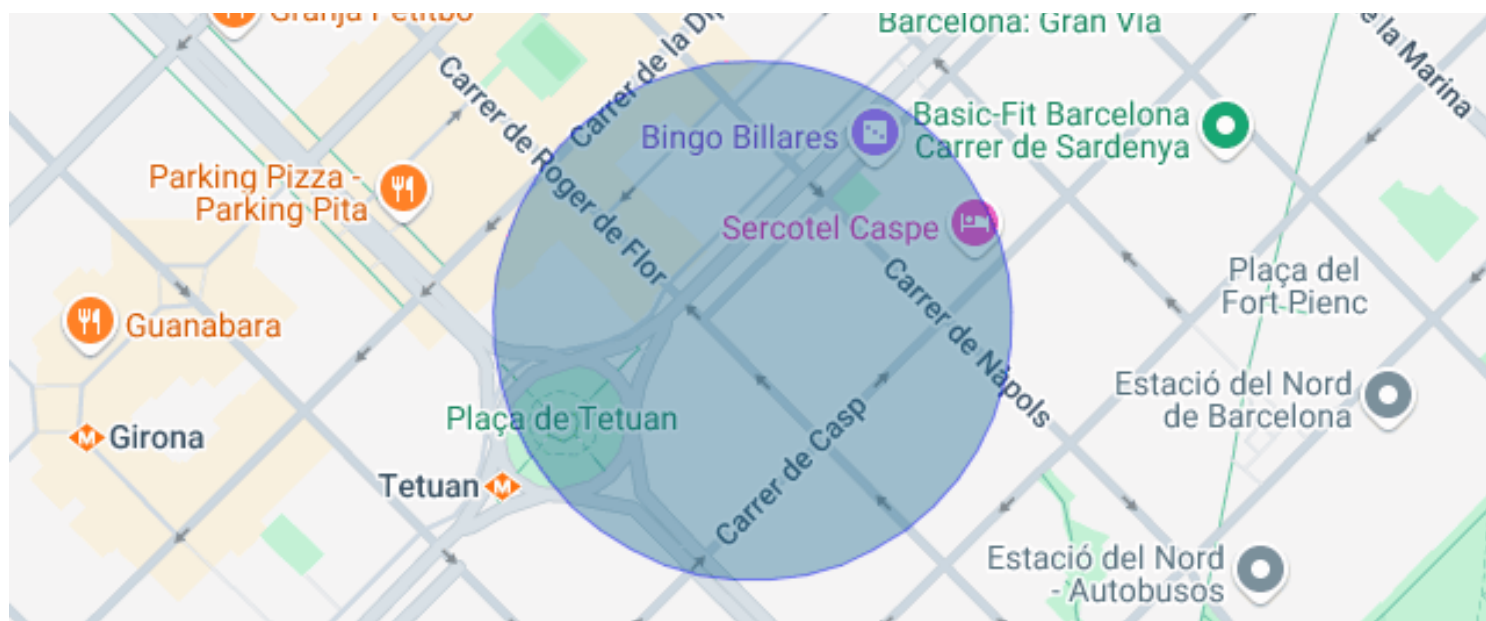 Granja Petitbo
Barcelona: Gran Via
de la Marina
Carrer de la Di
Carrer de Roger de Flor
Bingo Billares
Basic-Fit Barcelona
Carrer de Sardenya
Parking Pizza -
Parking Pita
Sercotel Caspe
Carrer de Nàpols
Plaça del
Fort Pienc
Guanabara
Estació del Nord
de Barcelona
Plaça de Tetuan
Girona
Carrer de Casp
Tetuan
Estació del Nord
- Autobusos